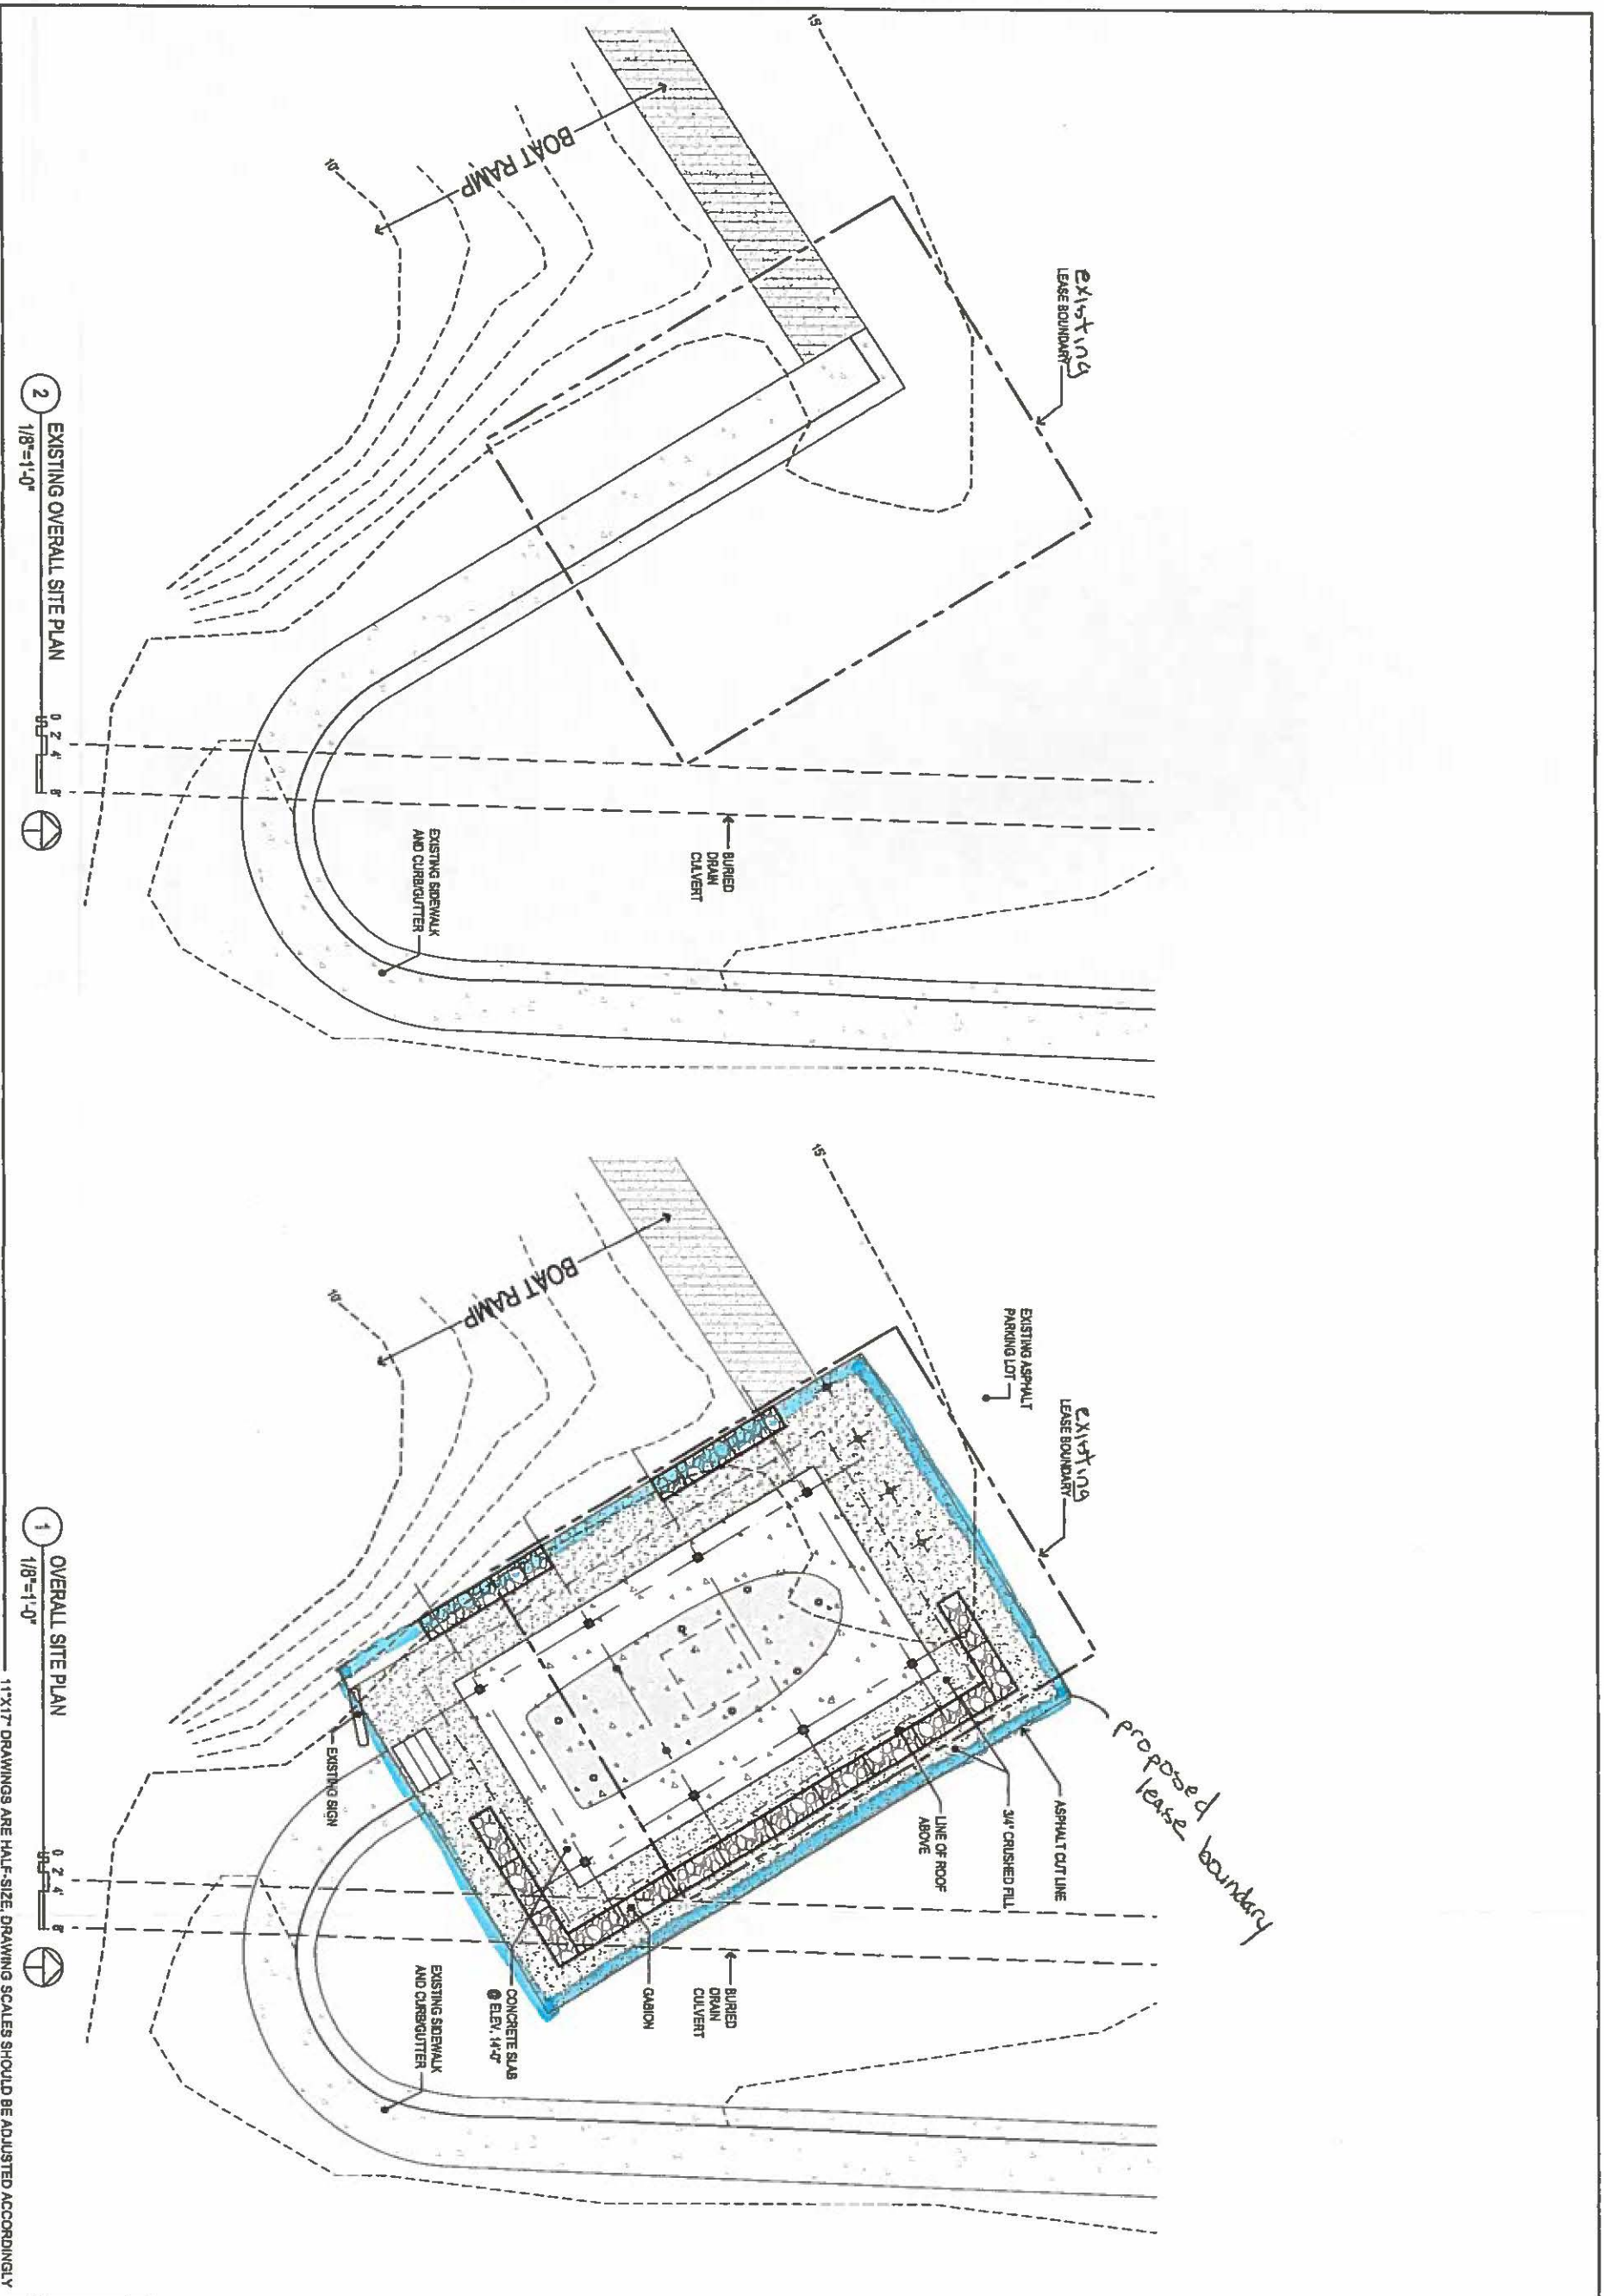 15'
BOAT RAMP
10'
existing
LEASE BOUNDARY
BURIED
DRAIN
CULVERT
EXISTING SIDEWALK
AND CURB/GUTTER
2
EXISTING OVERALL SITE PLAN
1/8"=1'-0"
0 2' 4' 8'
15'
BOAT RAMP
10'
EXISTING ASPHALT
PARKING LOT
existing
LEASE BOUNDARY
proposed
lease boundary
ASPHALT CUT LINE
3/4" CRUSHED FILL
LINE OF ROOF
ABOVE
BURIED
DRAIN
CULVERT
GABION
CONCRETE SLAB
@ ELEV. 14'-0"
EXISTING SIDEWALK
AND CURB/GUTTER
EXISTING SIGN
1
OVERALL SITE PLAN
1/8"=1'-0"
0 2' 4' 8'
11"X17" DRAWINGS ARE HALF-SIZE, DRAWING SCALES SHOULD BE ADJUSTED ACCORDINGLY